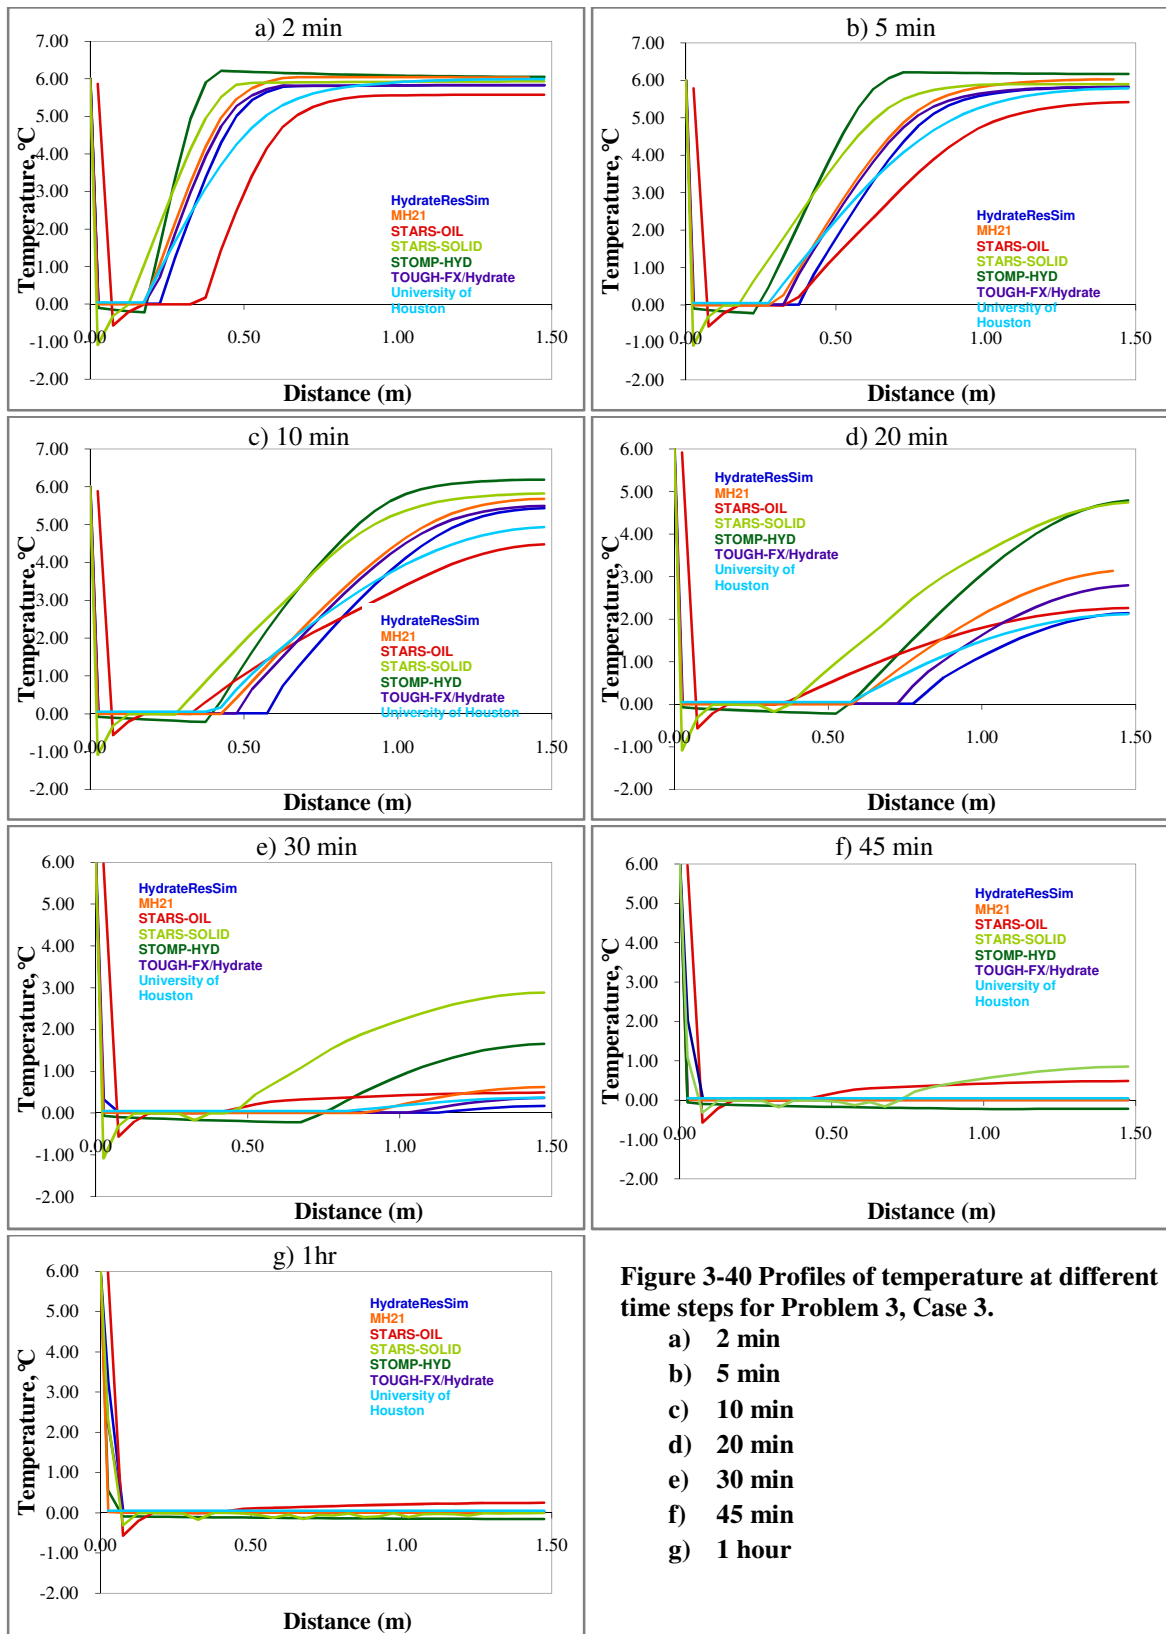 a) 2 min
7.00
6.00
5.00
4.00
3.00
2.00
1.00
0.00
-1.00
-2.00
0.00
0.50
1.00
1.50
Temperature, °C
Distance (m)
HydrateResSim
MH21
STARS-OIL
STARS-SOLID
STOMP-HYD
TOUGH-FX/Hydrate
University of
Houston
b) 5 min
7.00
6.00
5.00
4.00
3.00
2.00
1.00
0.00
-1.00
-2.00
0.00
0.50
1.00
1.50
Temperature, °C
Distance (m)
HydrateResSim
MH21
STARS-OIL
STARS-SOLID
STOMP-HYD
TOUGH-FX/Hydrate
University of
Houston
c) 10 min
7.00
6.00
5.00
4.00
3.00
2.00
1.00
0.00
-1.00
-2.00
0.00
0.50
1.00
1.50
Temperature, °C
Distance (m)
HydrateResSim
MH21
STARS-OIL
STARS-SOLID
STOMP-HYD
TOUGH-FX/Hydrate
University of Houston
d) 20 min
6.00
5.00
4.00
3.00
2.00
1.00
0.00
-1.00
-2.00
0.00
0.50
1.00
1.50
Temperature, °C
Distance (m)
HydrateResSim
MH21
STARS-OIL
STARS-SOLID
STOMP-HYD
TOUGH-FX/Hydrate
University of
Houston
e) 30 min
6.00
5.00
4.00
3.00
2.00
1.00
0.00
-1.00
-2.00
0.00
0.50
1.00
1.50
Temperature, °C
Distance (m)
HydrateResSim
MH21
STARS-OIL
STARS-SOLID
STOMP-HYD
TOUGH-FX/Hydrate
University of
Houston
f) 45 min
6.00
5.00
4.00
3.00
2.00
1.00
0.00
-1.00
-2.00
0.00
0.50
1.00
1.50
Temperature, °C
Distance (m)
HydrateResSim
MH21
STARS-OIL
STARS-SOLID
STOMP-HYD
TOUGH-FX/Hydrate
University of
Houston
g) 1hr
6.00
5.00
4.00
3.00
2.00
1.00
0.00
-1.00
-2.00
0.00
0.50
1.00
1.50
Temperature, °C
Distance (m)
HydrateResSim
MH21
STARS-OIL
STARS-SOLID
STOMP-HYD
TOUGH-FX/Hydrate
University of
Houston
Figure 3-40 Profiles of temperature at different
time steps for Problem 3, Case 3.
a) 2 min
b) 5 min
c) 10 min
d) 20 min
e) 30 min
f) 45 min
g) 1 hour